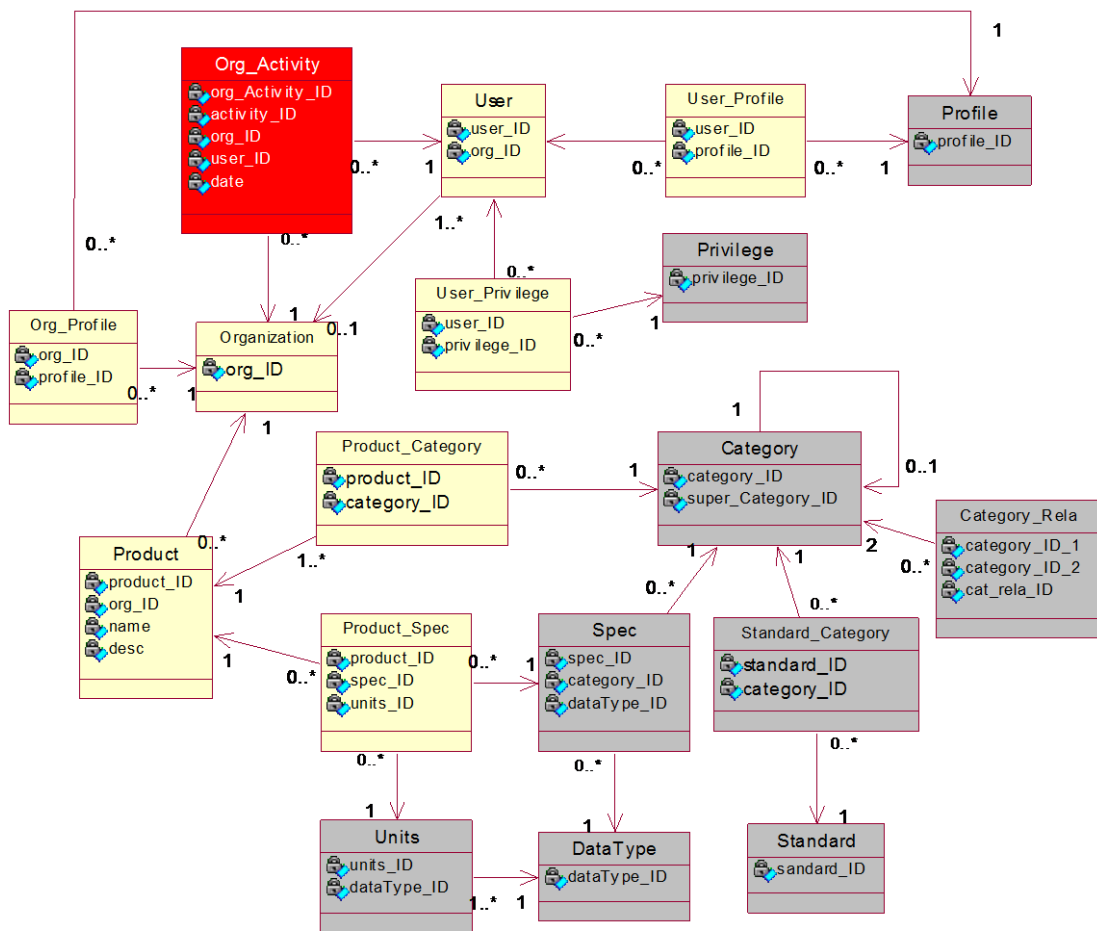 1
Org_Activity
org_Activity_ID
activity_ID
org_ID
user_ID
date
0..*
1
0..*
User
user_ID
org_ID
1..*
0..1
User_Profile
user_ID
profile_ID
0..*
0..*
1
Profile
profile_ID
0..*
1
0..*
User_Privilege
user_ID
privilege_ID
0..*
1
Privilege
privilege_ID
Org_Profile
org_ID
profile_ID
0..*
1
Organization
org_ID
1
Product_Category
product_ID
category_ID
0..*
1
1..*
1
Category
category_ID
super_Category_ID
1
0..1
2
1
1
Category_Rela
category_ID_1
category_ID_2
cat_rela_ID
0..*
Product
product_ID
org_ID
name
desc
0..*
1
Product_Spec
product_ID
spec_ID
units_ID
0..*
0..*
1
0..*
Spec
spec_ID
category_ID
dataType_ID
0..*
0..*
Standard_Category
standard_ID
category_ID
0..*
0..*
1
Units
units_ID
dataType_ID
1..*
1
1
DataType
dataType_ID
1
Standard
sandard_ID